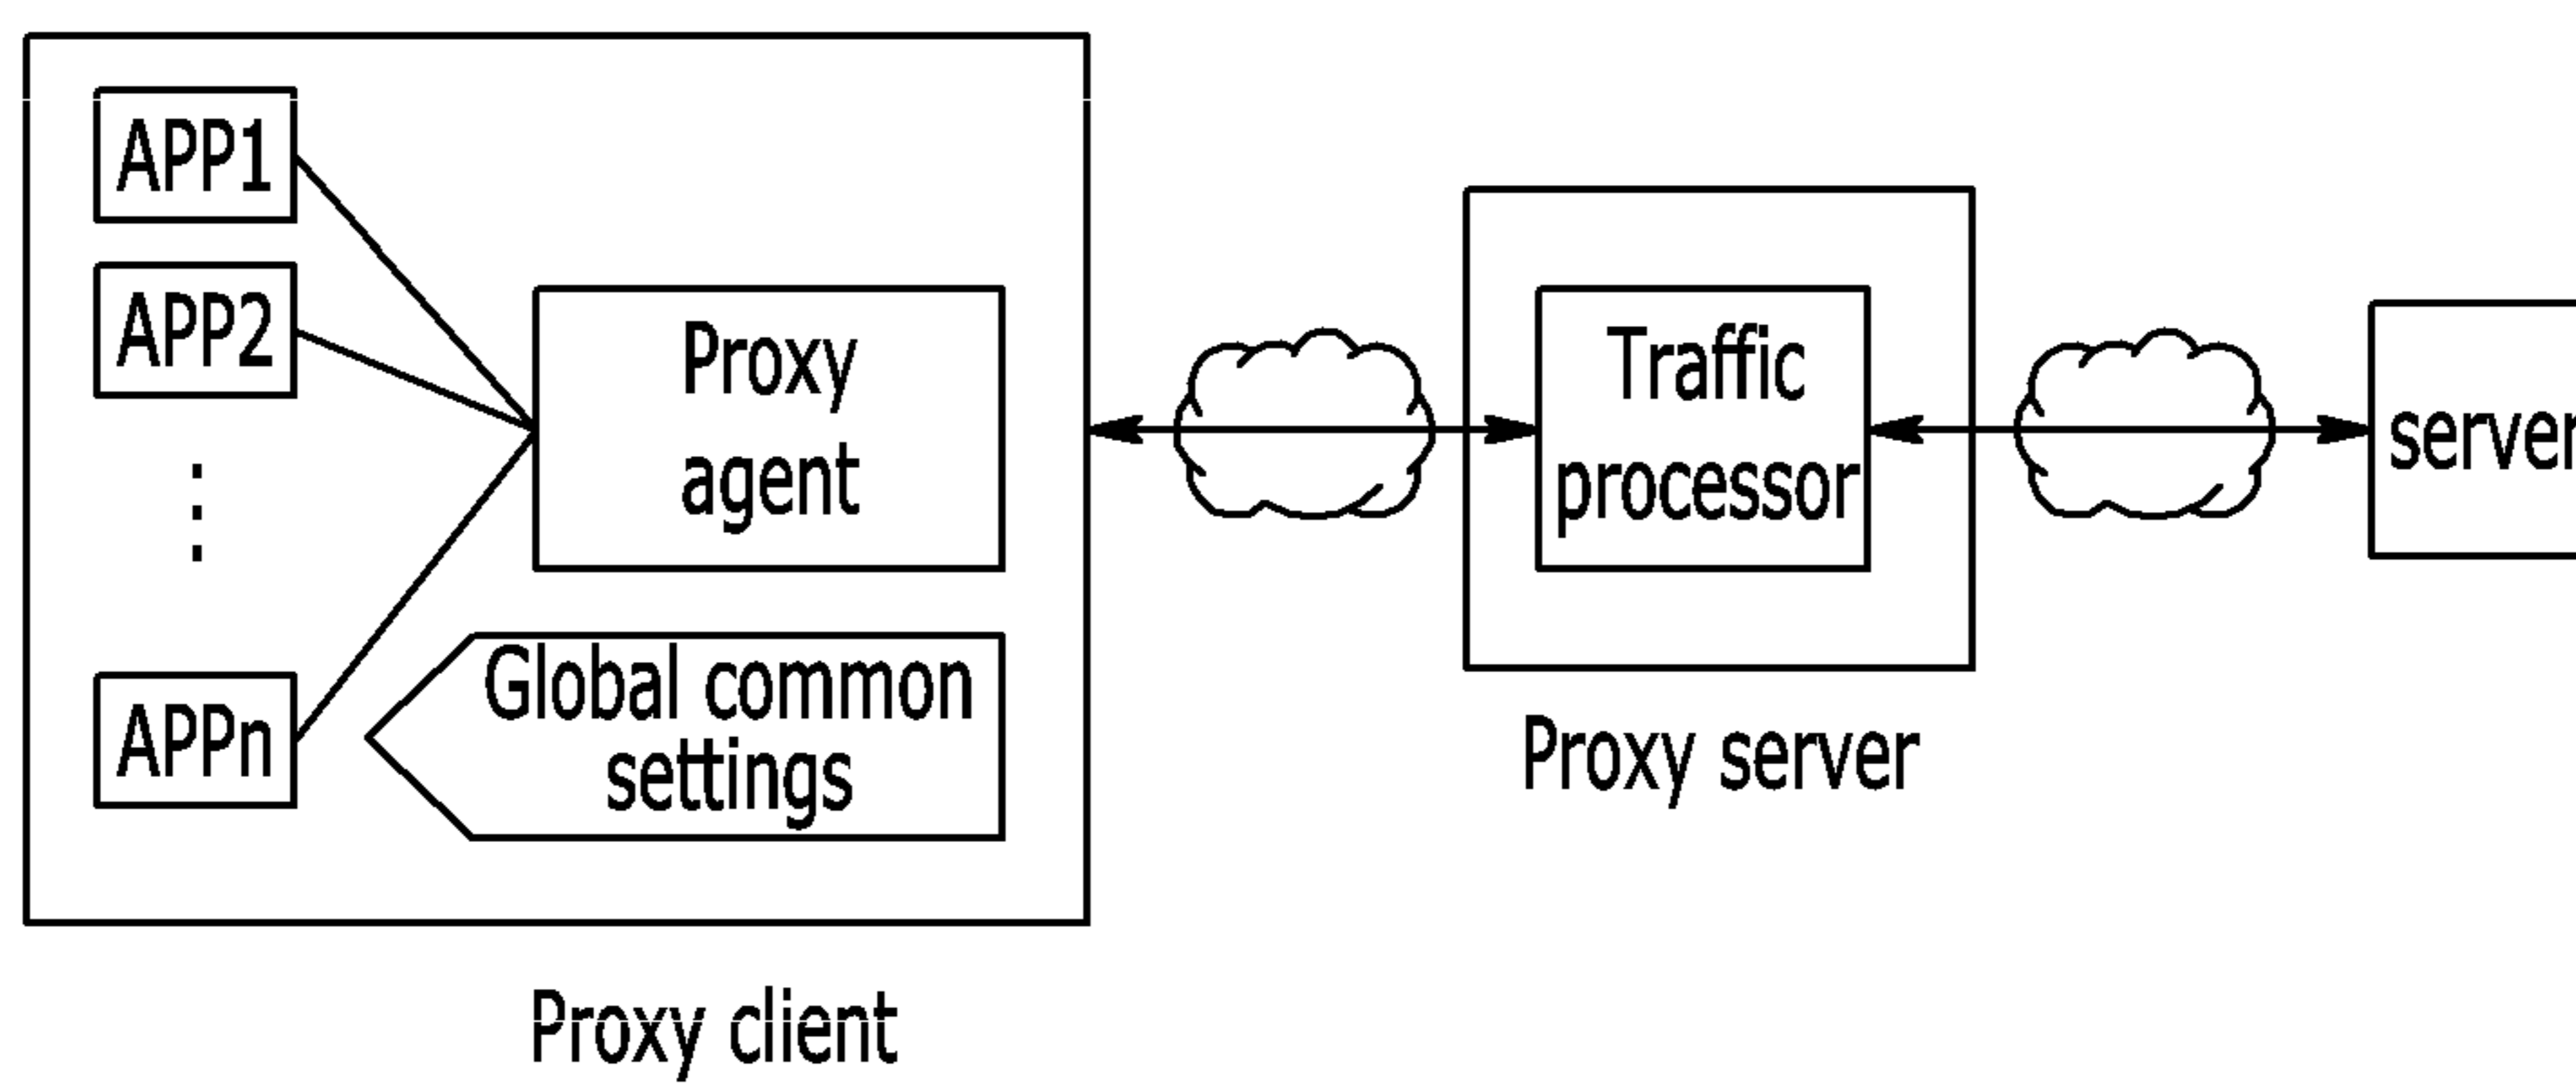 APP1
APP2
APPn
Proxy
agent
Global common
settings
Proxy client
Traffic
processor
Proxy server
server